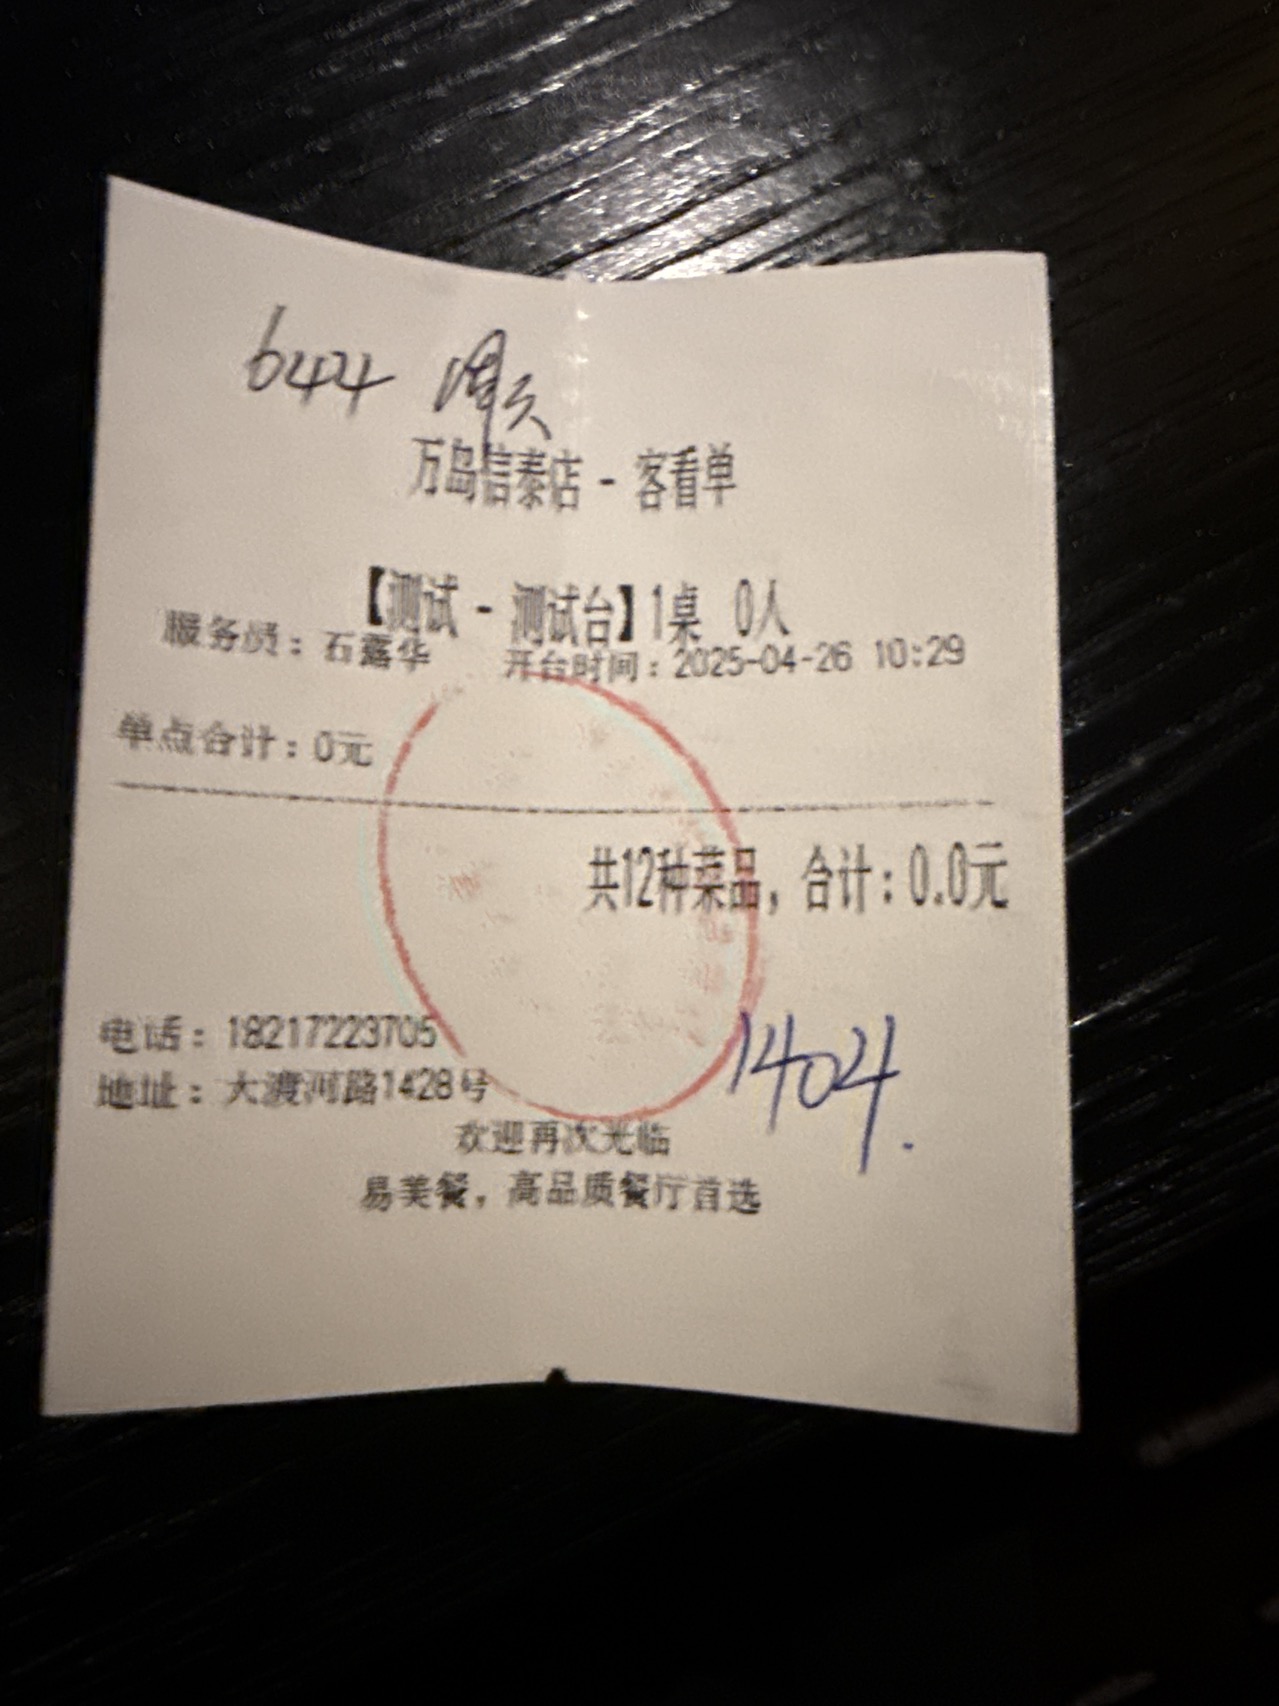 644
万岛信泰店 - 客看单
【测试 - 测试台】1桌 0人
服务员：石露华 开台时间：2025-04-26 10:29
单点合计：0元
共12种菜品，合计：0.0元
电话：18217223705
1404.
地址：大渡河路1428号
欢迎再次光临
易美餐，高品质餐厅首选